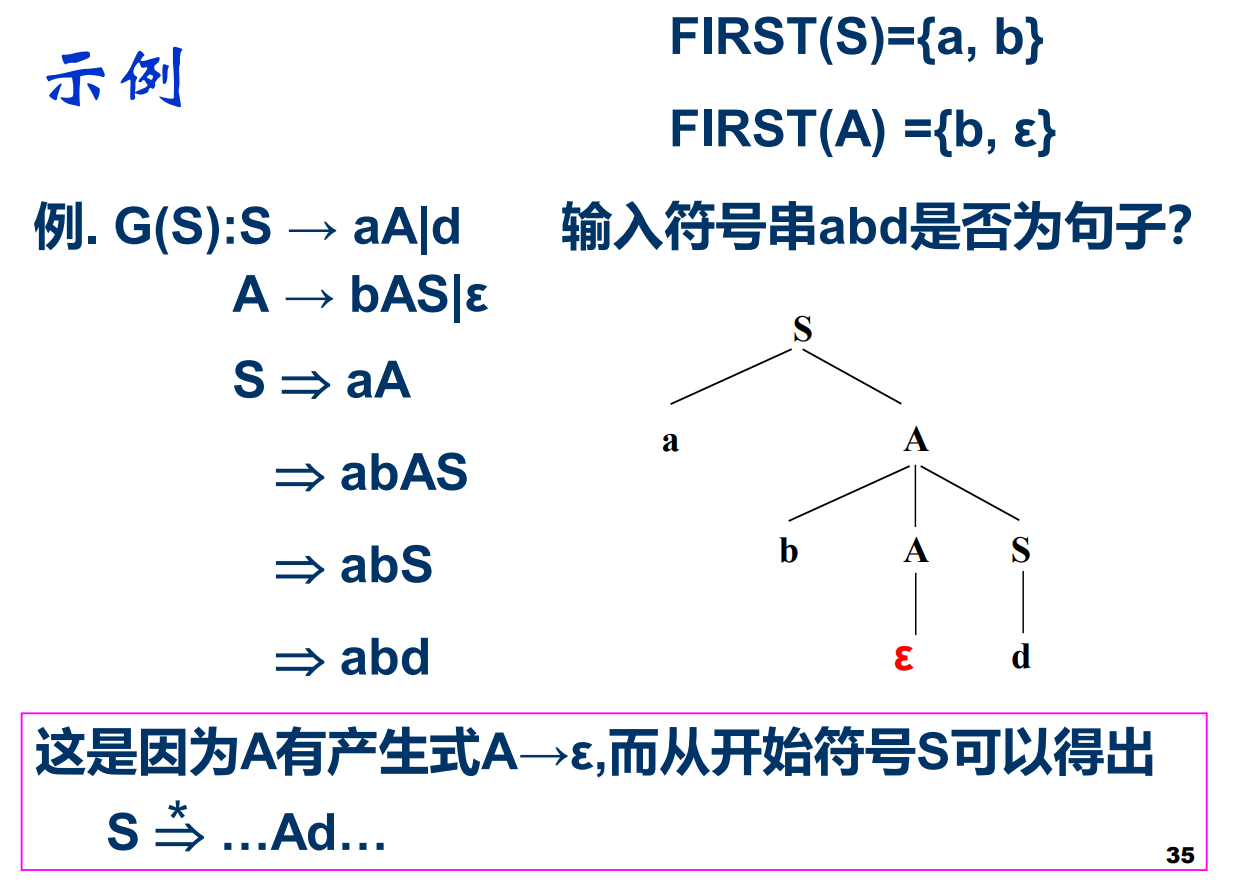 示例
FIRST(S)={a, b}
FIRST(A) ={b, ε}
例. G(S):S → aA|d
A → bAS|ε
输入符号串abd是否为句子?
S ⇒ aA
⇒ abAS
⇒ abS
⇒ abd
S
a A
b A S
ε d
这是因为A有产生式A→ε,而从开始符号S可以得出
*
S ⇒ …Ad…
35